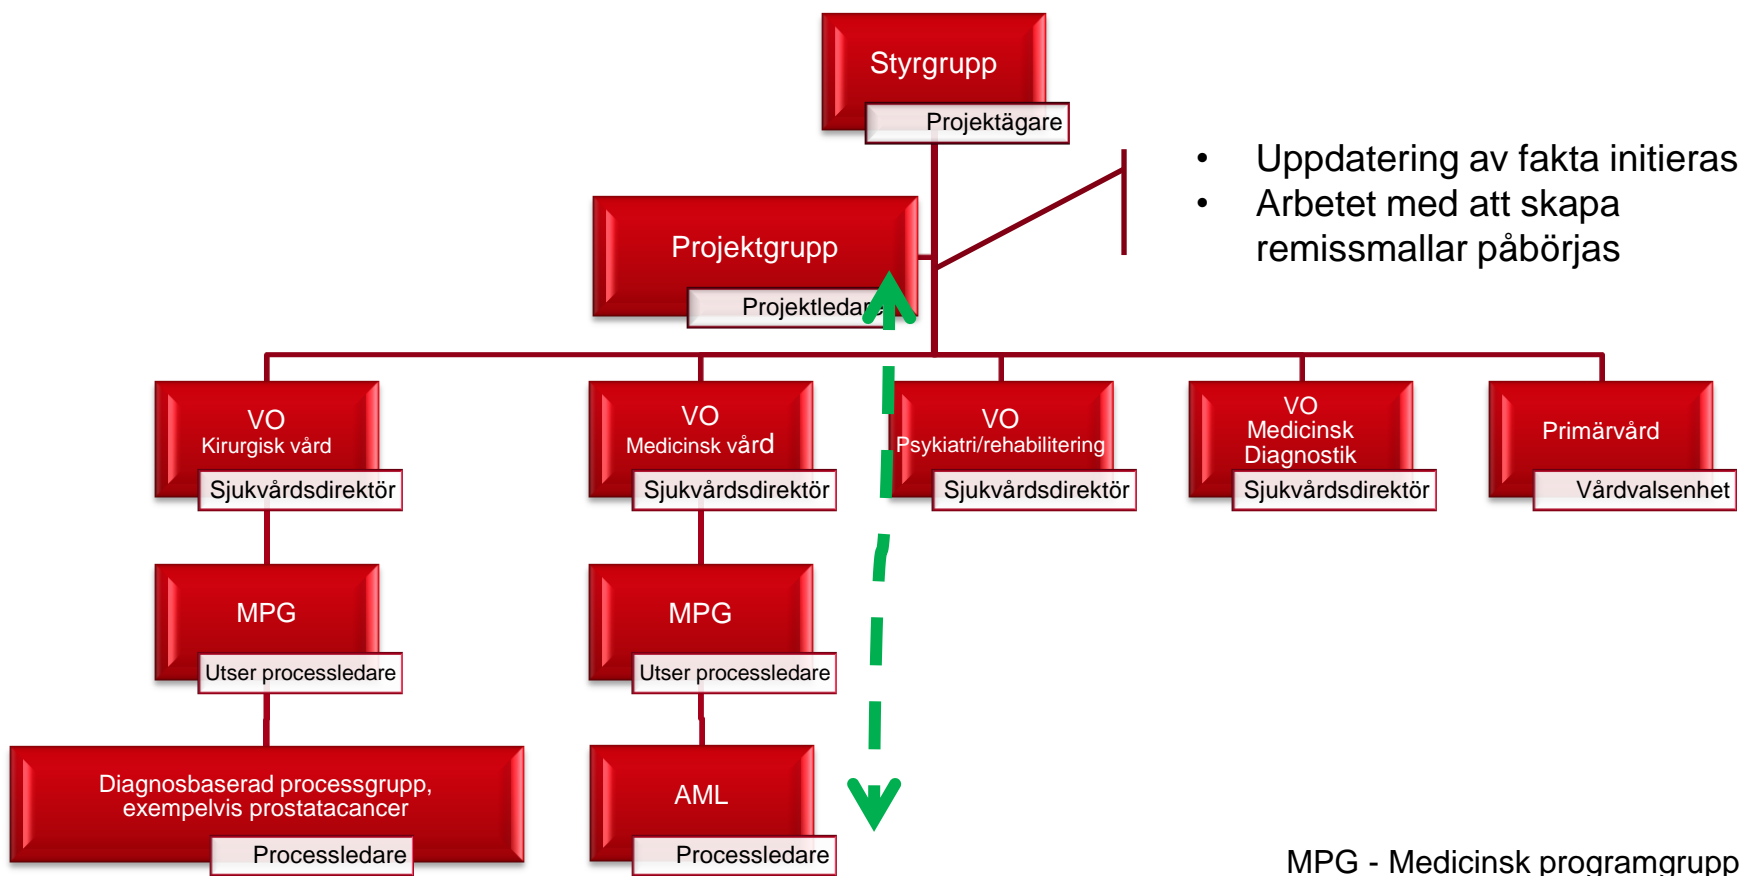 Styrgrupp
Projektägare
• Uppdatering av fakta initieras
• Arbetet med att skapa
remissmallar påbörjas
Projektgrupp
Projektledare
VO
Kirurgisk vård
Sjukvårdsdirektör
VO
Medicinsk vård
Sjukvårdsdirektör
VO
Psykiatri/rehabilitering
Sjukvårdsdirektör
VO
Medicinsk
Diagnostik
Sjukvårdsdirektör
Primärvård
Vårdvalsenhet
MPG
Utser processledare
MPG
Utser processledare
Diagnosbaserad processgrupp,
exempelvis prostatacancer
Processledare
AML
Processledare
MPG - Medicinsk programgrupp